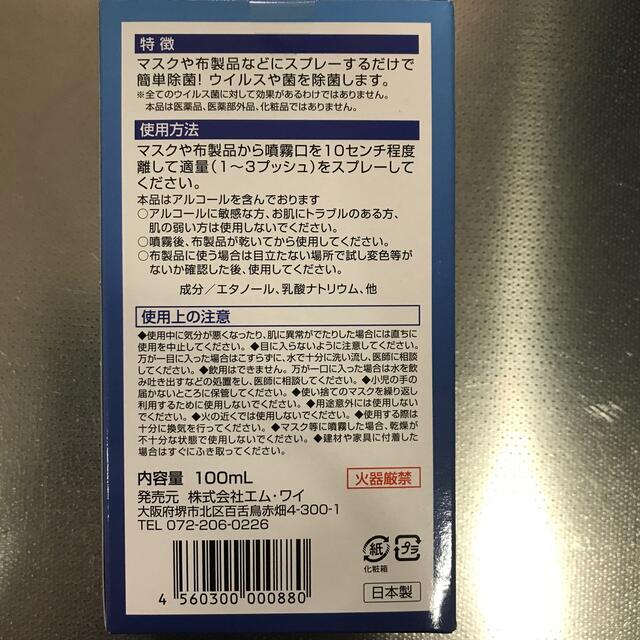 特徴
マスクや布製品などにスプレーするだけで
簡単除菌！ウイルスや菌を除菌します。
※全てのウイルス菌に対して効果があるわけではありません。
本品は医薬品、医薬部外品、化粧品ではありません。
使用方法
マスクや布製品から噴霧口を10センチ程度
離して適量（1～3プッシュ）をスプレーして
ください。
本品はアルコールを含んでおります
○アルコールに敏感な方、お肌にトラブルのある方、
肌の弱い方は使用しないでください。
○噴霧後、布製品が乾いてから使用してください。
○布製品に使う場合は目立たない場所で試し変色等が
ないか確認した後、使用してください。
成分／エタノール、乳酸ナトリウム、他
使用上の注意
◆使用中に気分が悪くなったり、肌に異常がでたりした場合には直ちに
使用を中止してください。◆目に入らないように注意してください。
万が一目に入った場合はこすらずに、水で十分に洗い流し、医師に相談
してください。◆飲用はできません。万が一口に入った場合は水を飲
み吐き出すなどの処置をし、医師に相談してください。◆小児の手の
届かないところに保管してください。◆使い捨てのマスクを繰り返し
利用するために使用しないでください。◆用途意外には使用しない
でください。◆火の近くでは使用しないでください。◆使用する際は
十分に換気を行ってください。◆マスク等に噴霧した場合、乾燥が
不十分な状態で使用しないでください。◆建材や家具に付着した
場合はすぐにふき取ってください。
内容量 100mL
火器厳禁
発売元 株式会社エム・ワイ
大阪府堺市北区百舌鳥赤畑4-300-1
TEL 072-206-0226
紙 プラ
化粧箱
4 560300 000880
日本製